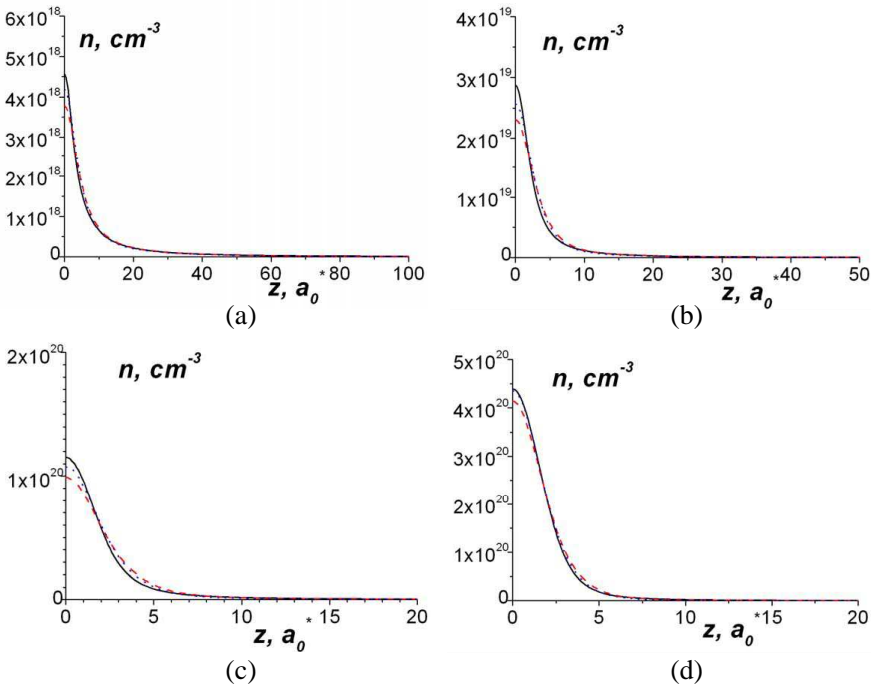 6x10^18
n, cm^-3
5x10^18
4x10^18
3x10^18
2x10^18
1x10^18
0
0 20 40 60 80 100
z, a_0^*
(a)
4x10^19
n, cm^-3
3x10^19
2x10^19
1x10^19
0
0 10 20 30 40 50
z, a_0^*
(b)
2x10^20
n, cm^-3
1x10^20
0
0 5 10 15 20
z, a_0^*
(c)
5x10^20
n, cm^-3
4x10^20
3x10^20
2x10^20
1x10^20
0
0 5 10 15 20
z, a_0^*
(d)